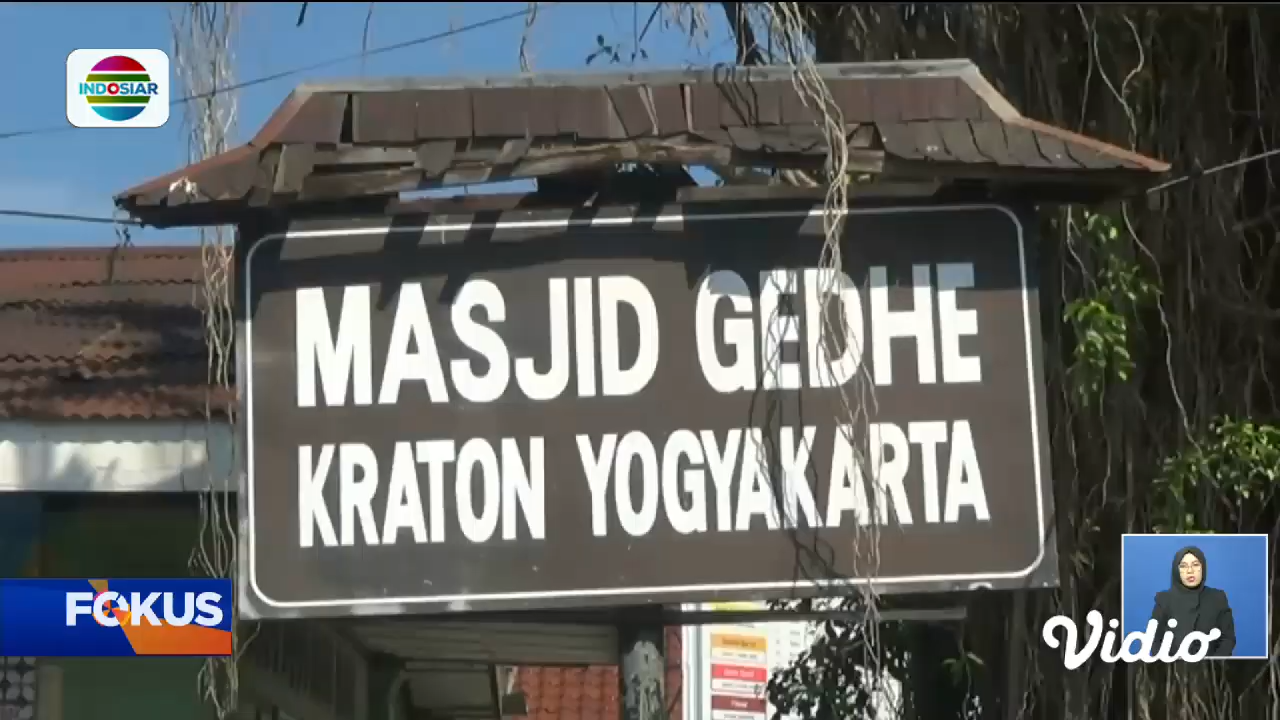 INDOSIAR
MASJID GEDHE
KRATON YOGYAKARTA
FOKUS
Vidio